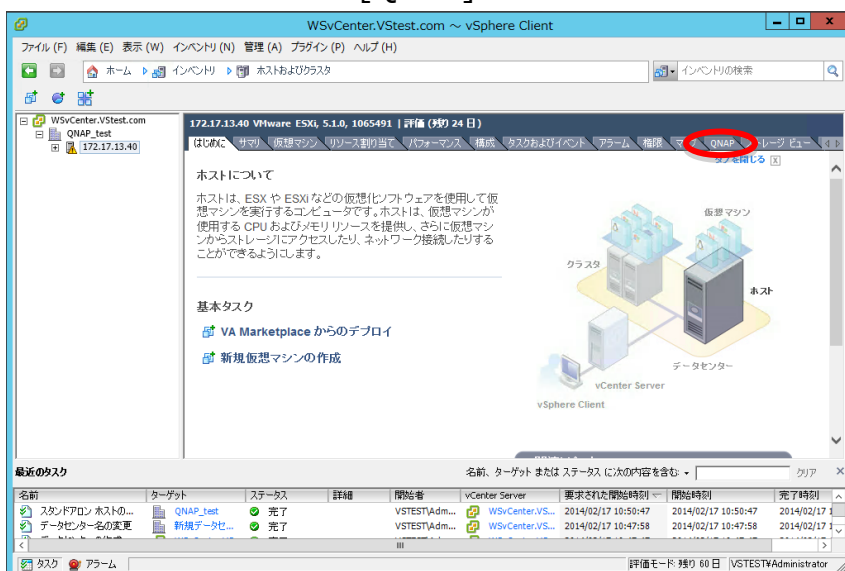 WSvCenter.VStest.com ～ vSphere Client
ファイル (F) 編集 (E) 表示 (W) インベントリ (N) 管理 (A) プラグイン (P) ヘルプ (H)
ホーム インベントリ ホストおよびクラスタ インベントリの検索
WSvCenter.VStest.com
QNAP_test
172.17.13.40
172.17.13.40 VMware ESXi, 5.1.0, 1065491 | 評価 (残り 24 日)
はじめに サマリ 仮想マシン リソース割り当て パフォーマンス 構成 タスクおよびイベント アラーム 権限 マップ QNAP ストレージ ビュー
タブを閉じる
ホストについて
ホストは、ESX や ESXi などの仮想化ソフトウェアを使用して仮
想マシンを実行するコンピュータです。ホストは、仮想マシンが
使用する CPU およびメモリ リソースを提供し、さらに仮想マシ
ンからストレージにアクセスしたり、ネットワーク接続したりする
ことができるようにします。
基本タスク
VA Marketplace からのデプロイ
新規仮想マシンの作成
仮想マシン
クラスタ
ホスト
データセンター
vCenter Server
vSphere Client
最近のタスク
名前、ターゲット または ステータス に次の内容を含む: クリア
名前 ターゲット ステータス 詳細 開始者 vCenter Server 要求された開始時刻 開始時刻 完了時刻
スタンドアロン ホストの... QNAP_test 完了 VSTEST\Adm... WSvCenter.VS... 2014/02/17 10:50:47 2014/02/17 10:50:47 2014/02/17 1
データセンター名の変更 新規データセ... 完了 VSTEST\Adm... WSvCenter.VS... 2014/02/17 10:47:58 2014/02/17 10:47:58 2014/02/17 1
タスク アラーム 評価モード: 残り 60 日 VSTEST¥Administrator